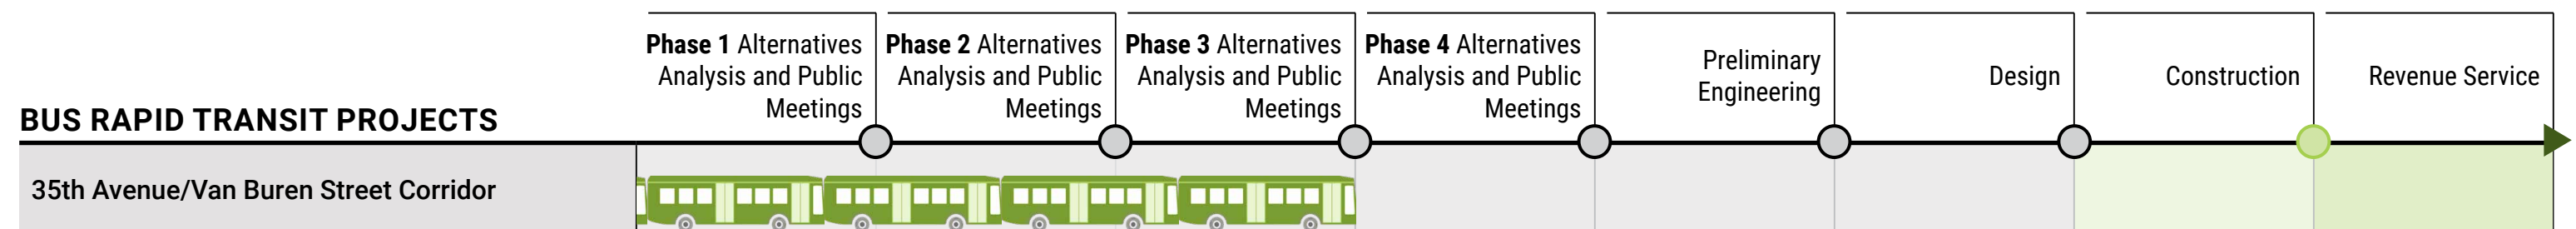 Phase 1 Alternatives
Analysis and Public
Meetings
Phase 2 Alternatives
Analysis and Public
Meetings
Phase 3 Alternatives
Analysis and Public
Meetings
Phase 4 Alternatives
Analysis and Public
Meetings
Preliminary
Engineering
Design
Construction
Revenue Service
BUS RAPID TRANSIT PROJECTS
35th Avenue/Van Buren Street Corridor